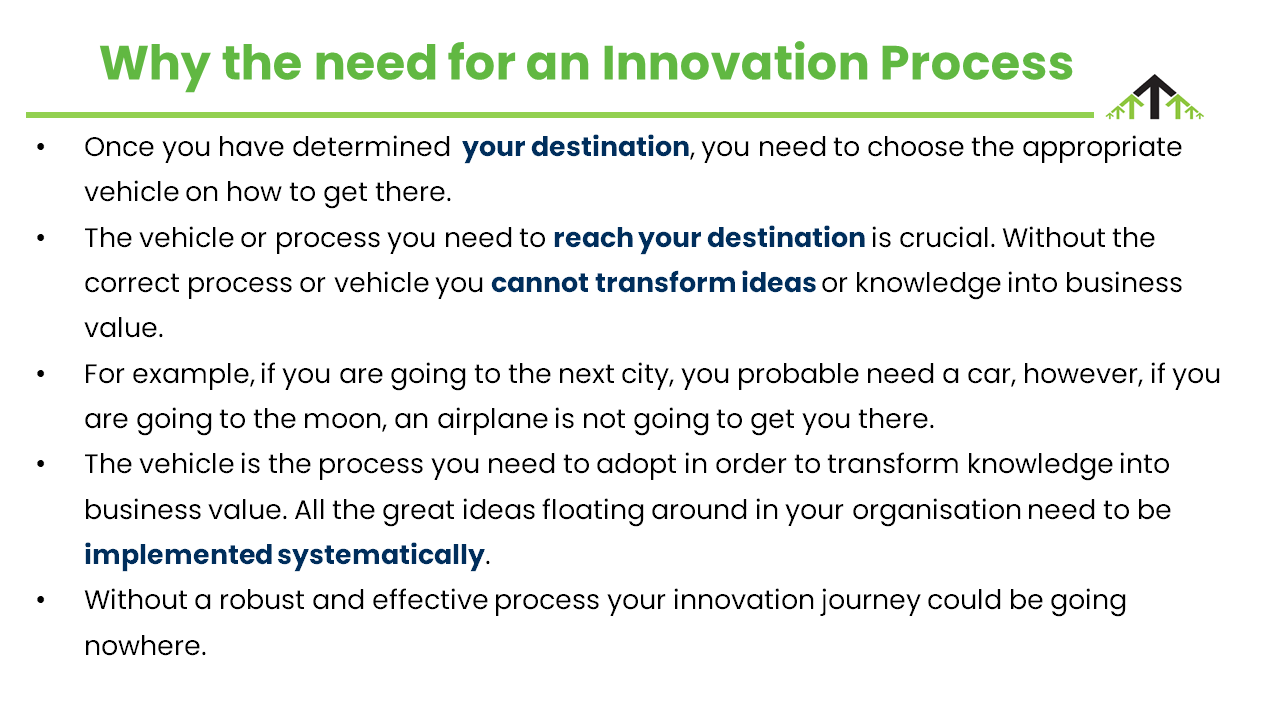 Why the need for an Innovation Process
• Once you have determined your destination, you need to choose the appropriate
vehicle on how to get there.
• The vehicle or process you need to reach your destination is crucial. Without the
correct process or vehicle you cannot transform ideas or knowledge into business
value.
• For example, if you are going to the next city, you probable need a car, however, if you
are going to the moon, an airplane is not going to get you there.
• The vehicle is the process you need to adopt in order to transform knowledge into
business value. All the great ideas floating around in your organisation need to be
implemented systematically.
• Without a robust and effective process your innovation journey could be going
nowhere.